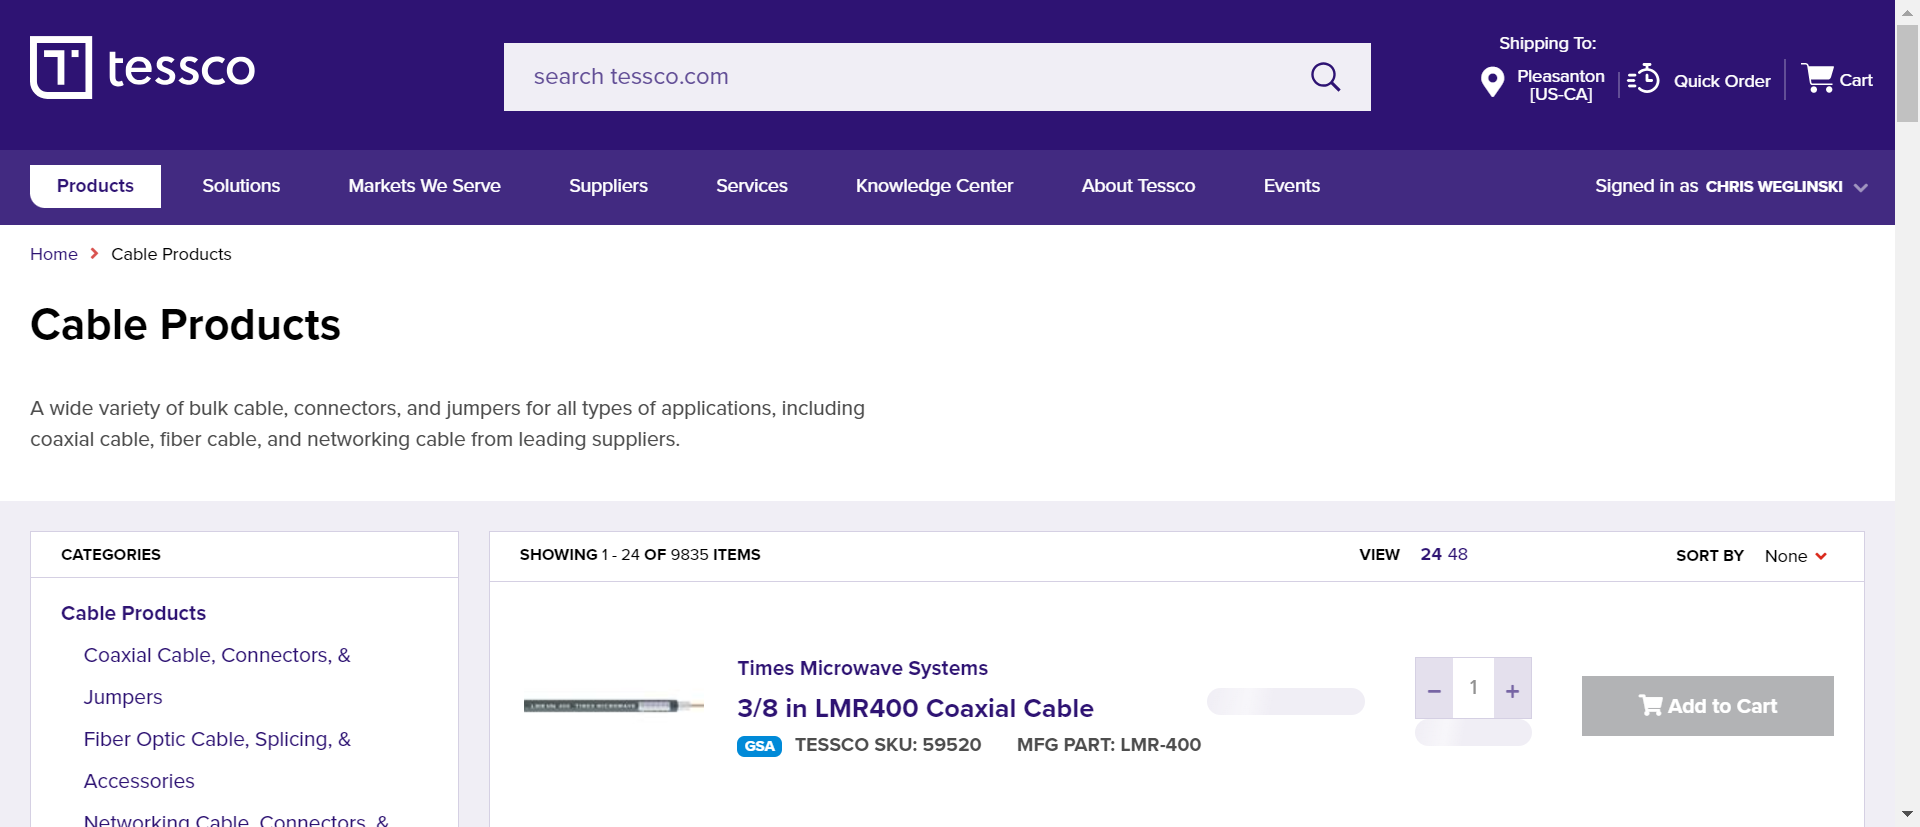 tessco
search tessco.com
Shipping To:
Pleasanton
[US-CA]
Quick Order
Cart
Products
Solutions
Markets We Serve
Suppliers
Services
Knowledge Center
About Tessco
Events
Signed in as CHRIS WEGLINSKI
Home
Cable Products
Cable Products
A wide variety of bulk cable, connectors, and jumpers for all types of applications, including
coaxial cable, fiber cable, and networking cable from leading suppliers.
CATEGORIES
Cable Products
Coaxial Cable, Connectors, &
Jumpers
Fiber Optic Cable, Splicing, &
Accessories
Networking Cable, Connectors, &
SHOWING 1 - 24 OF 9835 ITEMS
VIEW 24 48
SORT BY None
Times Microwave Systems
3/8 in LMR400 Coaxial Cable
GSA TESSCO SKU: 59520 MFG PART: LMR-400
− 1 +
Add to Cart